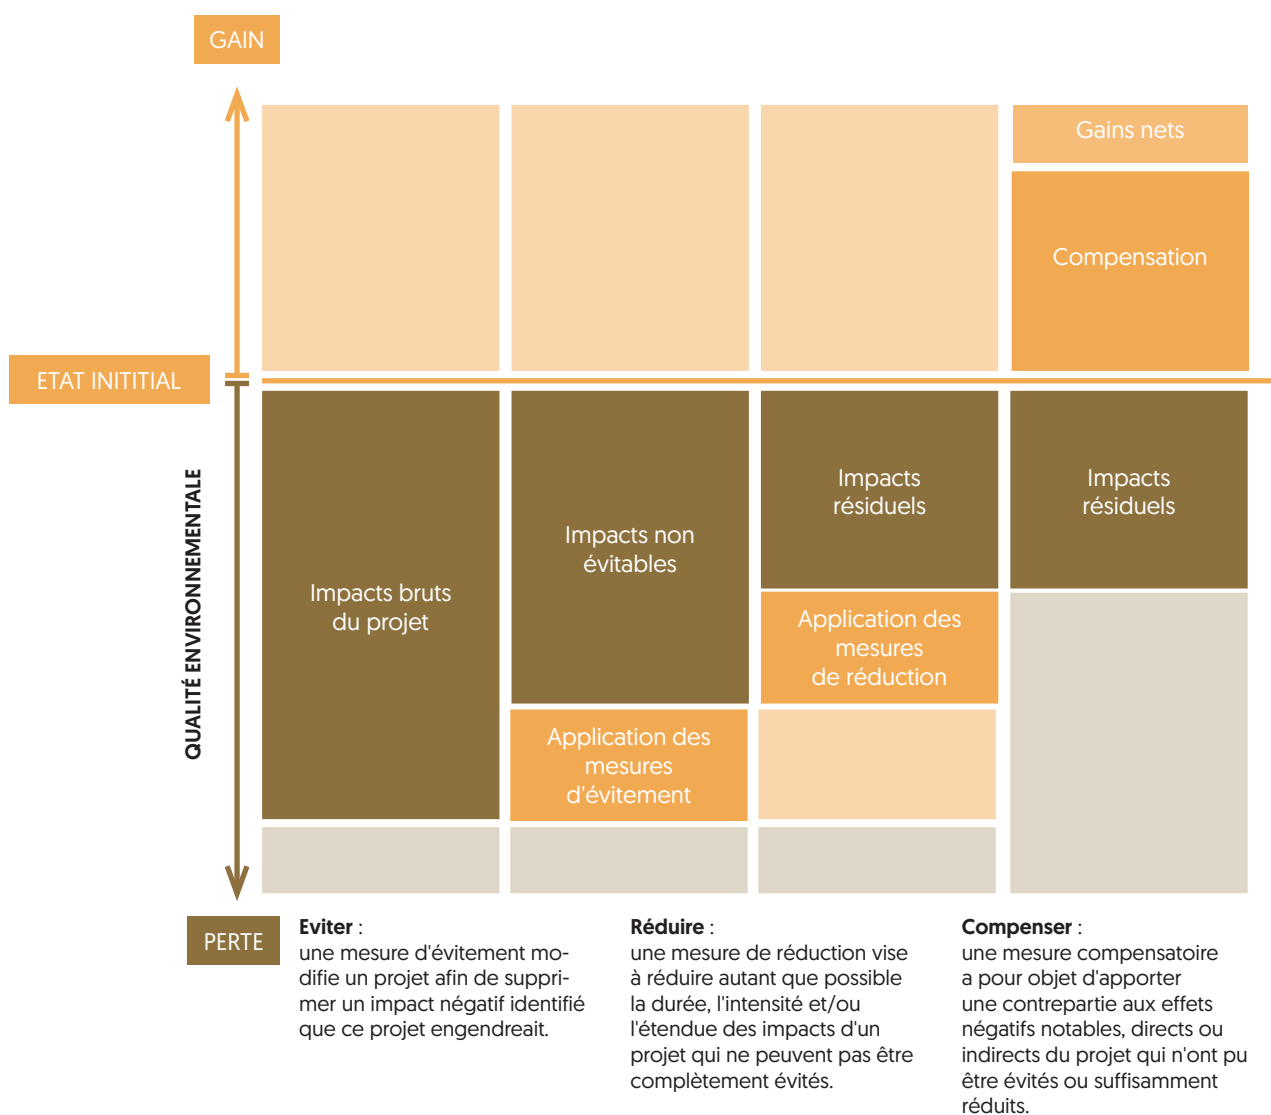 GAIN
Gains nets
Compensation
ETAT INITITIAL
QUALITÉ ENVIRONNEMENTALE
Impacts bruts
du projet
Impacts non
évitables
Application des
mesures
d'évitement
Impacts
résiduels
Application des
mesures
de réduction
Impacts
résiduels
PERTE
Eviter :
une mesure d'évitement mo-
difie un projet afin de suppri-
mer un impact négatif identifié
que ce projet engendreait.
Réduire :
une mesure de réduction vise
à réduire autant que possible
la durée, l'intensité et/ou
l'étendue des impacts d'un
projet qui ne peuvent pas être
complètement évités.
Compenser :
une mesure compensatoire
a pour objet d'apporter
une contrepartie aux effets
négatifs notables, directs ou
indirects du projet qui n'ont pu
être évités ou suffisamment
réduits.